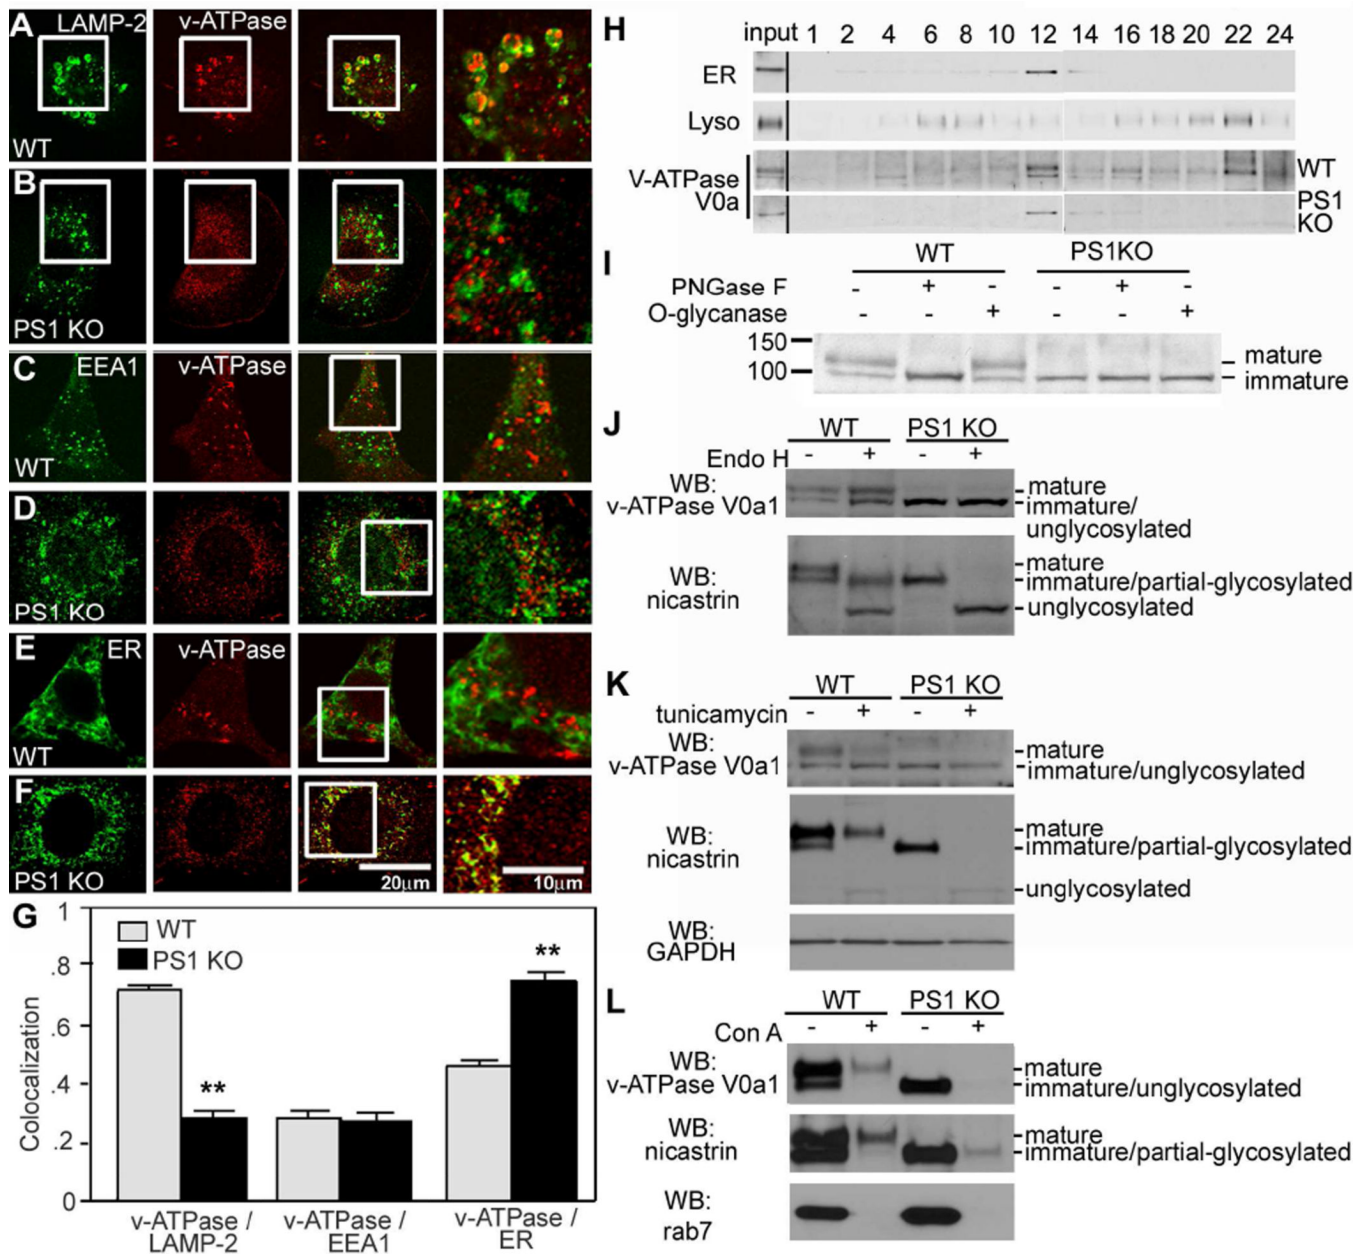 A LAMP-2 v-ATPase
WT
B
PS1 KO
C EEA1 v-ATPase
WT
D
PS1 KO
E ER v-ATPase
WT
F
PS1 KO 20μm 10μm
G
1
.8
.6
.4
.2
0
Colocalization
WT
PS1 KO
**
**
v-ATPase / LAMP-2
v-ATPase / EEA1
v-ATPase / ER
H input 1 2 4 6 8 10 12 14 16 18 20 22 24
ER
Lyso
V-ATPase V0a
WT
PS1 KO
I WT PS1KO
PNGase F - + - - + -
O-glycanase - - + - - +
150
100
mature
immature
J WT PS1 KO
Endo H - + - +
WB: v-ATPase V0a1
mature
immature/ unglycosylated
WB: nicastrin
mature
immature/partial-glycosylated
unglycosylated
K WT PS1 KO
tunicamycin - + - +
WB: v-ATPase V0a1
mature
immature/unglycosylated
WB: nicastrin
mature
immature/partial-glycosylated
unglycosylated
WB: GAPDH
L WT PS1 KO
Con A - + - +
WB: v-ATPase V0a1
mature
immature/unglycosylated
WB: nicastrin
mature
immature/partial-glycosylated
WB: rab7